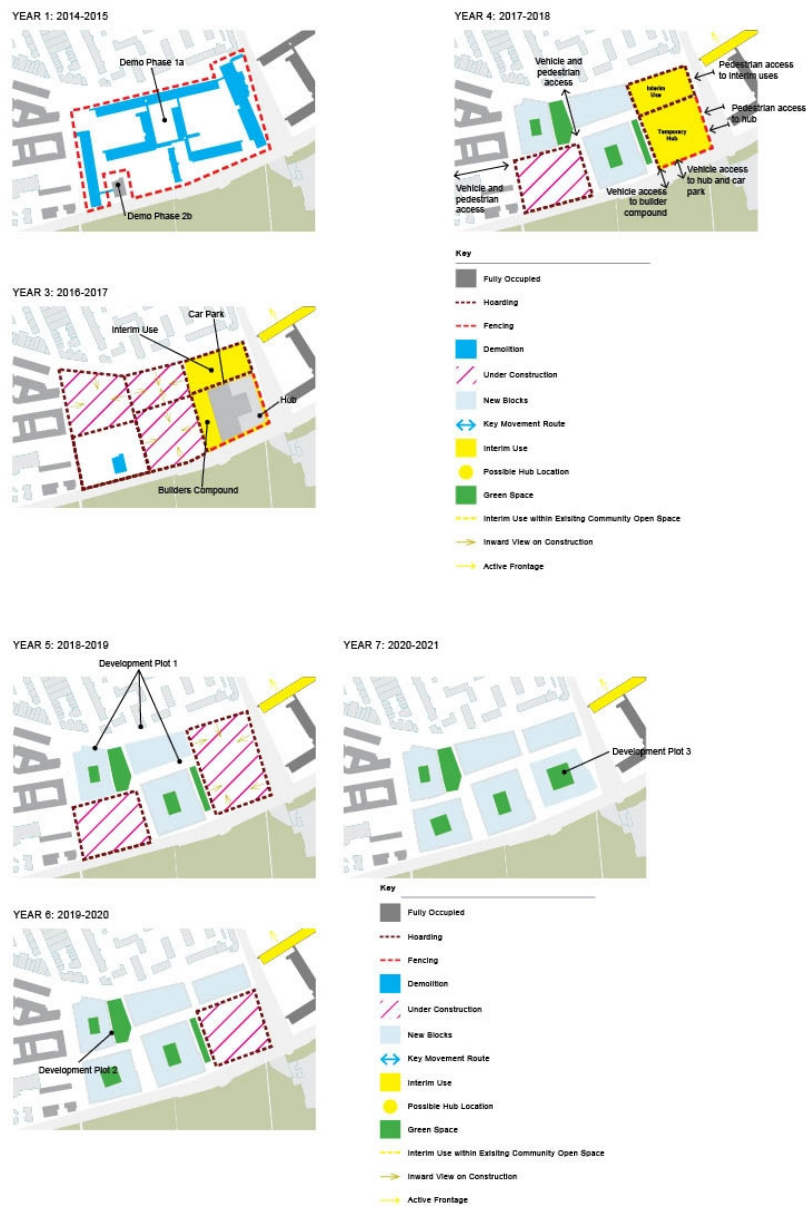 YEAR 1: 2014-2015
Demo Phase 1a
Demo Phase 2b
YEAR 4: 2017-2018
Vehicle and
pedestrian
access
Interim
Use
Pedestrian access
to interim uses
Pedestrian access
to hub
Temporary
Hub
Vehicle and
pedestrian
access
Vehicle access
to builder
compound
Vehicle access
to hub and car
park
YEAR 3: 2016-2017
Car Park
Interim Use
Hub
Builders Compound
Key
Fully Occupied
Hoarding
Fencing
Demolition
Under Construction
New Blocks
Key Movement Route
Interim Use
Possible Hub Location
Green Space
Interim Use within Exisitng Community Open Space
Inward View on Construction
Active Frontage
YEAR 5: 2018-2019
Development Plot 1
YEAR 7: 2020-2021
Development Plot 3
YEAR 6: 2019-2020
Development Plot 2
Key
Fully Occupied
Hoarding
Fencing
Demolition
Under Construction
New Blocks
Key Movement Route
Interim Use
Possible Hub Location
Green Space
Interim Use within Exisitng Community Open Space
Inward View on Construction
Active Frontage